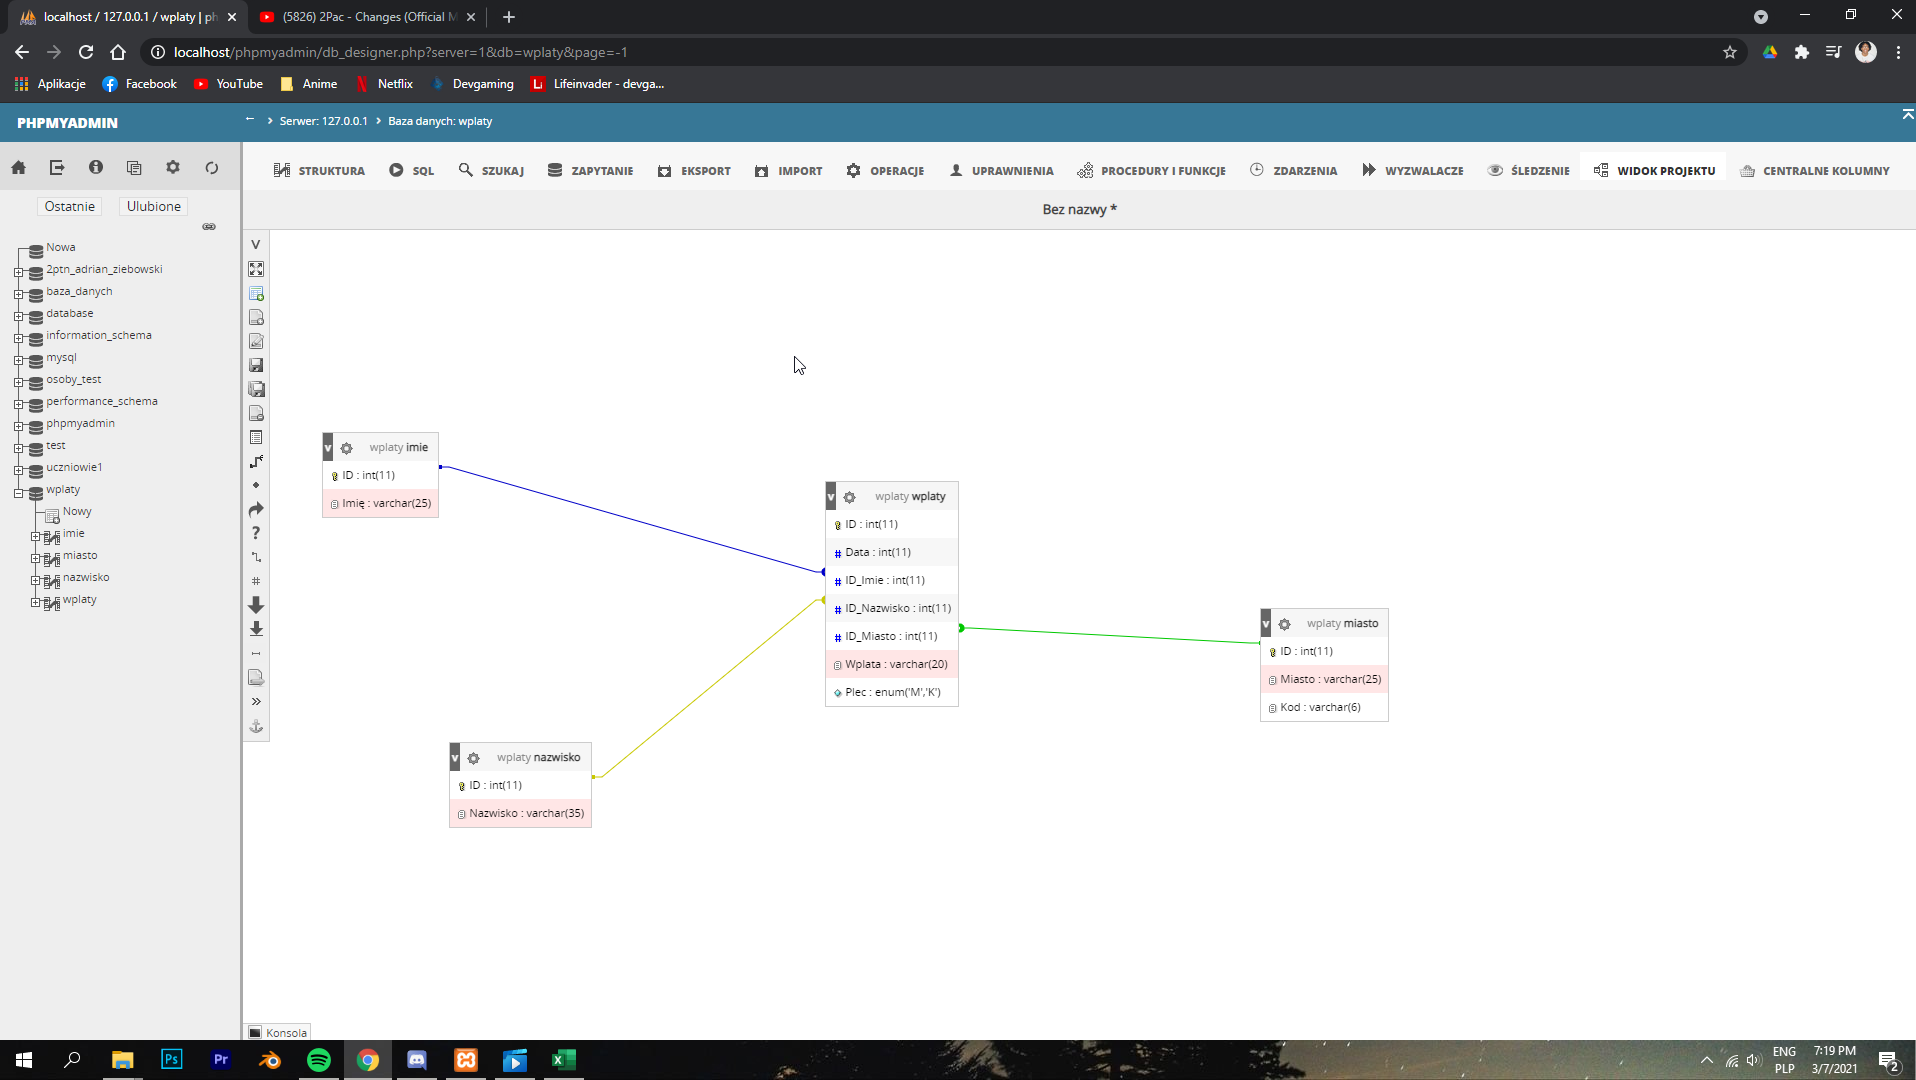 localhost / 127.0.0.1 / wplaty | ph
(5826) 2Pac - Changes (Official M
localhost/phpmyadmin/db_designer.php?server=1&db=wplaty&page=-1
Aplikacje
Facebook
YouTube
Anime
Netflix
Devgaming
Li
Lifeinvader - devga...
PHPMYADMIN
Serwer: 127.0.0.1
Baza danych: wplaty
STRUKTURA
SQL
SZUKAJ
ZAPYTANIE
EKSPORT
IMPORT
OPERACJE
UPRAWNIENIA
PROCEDURY I FUNKCJE
ZDARZENIA
WYZWALACZE
ŚLEDZENIE
WIDOK PROJEKTU
CENTRALNE KOLUMNY
Ostatnie
Ulubione
Bez nazwy *
Nowa
2ptn_adrian_ziebowski
baza_danych
database
information_schema
mysql
osoby_test
performance_schema
phpmyadmin
test
uczniowie1
wplaty
Nowy
imie
miasto
nazwisko
wplaty
V
?
#
v
wplaty imie
ID : int(11)
Imię : varchar(25)
v
wplaty wplaty
ID : int(11)
# Data : int(11)
# ID_Imie : int(11)
# ID_Nazwisko : int(11)
# ID_Miasto : int(11)
Wplata : varchar(20)
Plec : enum('M','K')
v
wplaty miasto
ID : int(11)
Miasto : varchar(25)
Kod : varchar(6)
v
wplaty nazwisko
ID : int(11)
Nazwisko : varchar(35)
Konsola
Ps
Pr
ENG
PLP
7:19 PM
3/7/2021
2